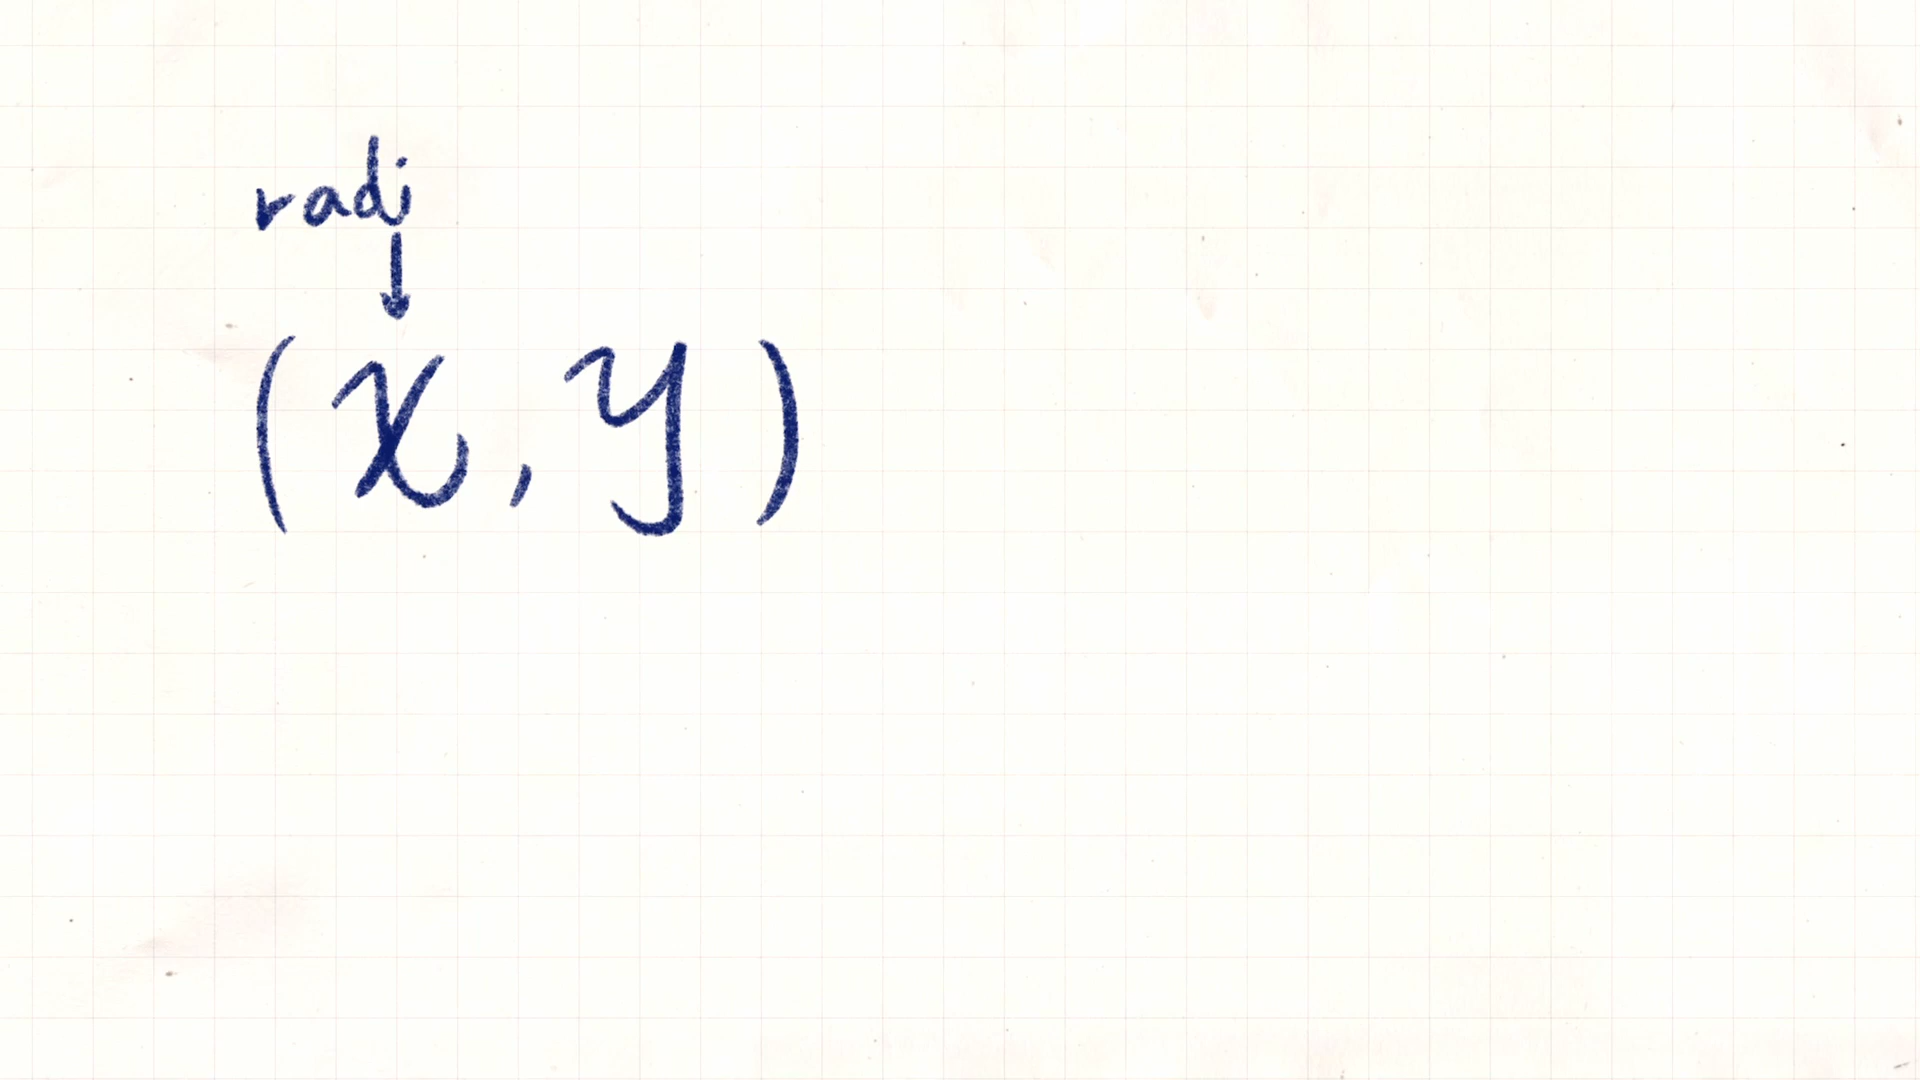 radi
↓
(x, y)